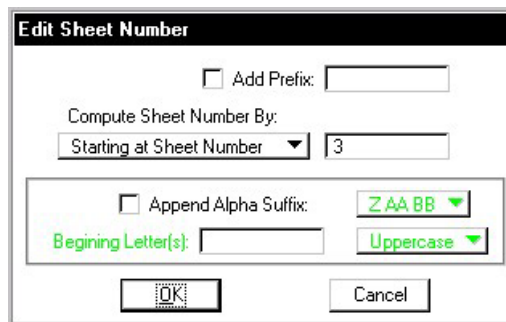 Edit Sheet Number
Add Prefix:
Compute Sheet Number By:
Starting at Sheet Number 3
Append Alpha Suffix: Z AA BB
Begining Letter(s): Uppercase
OK Cancel